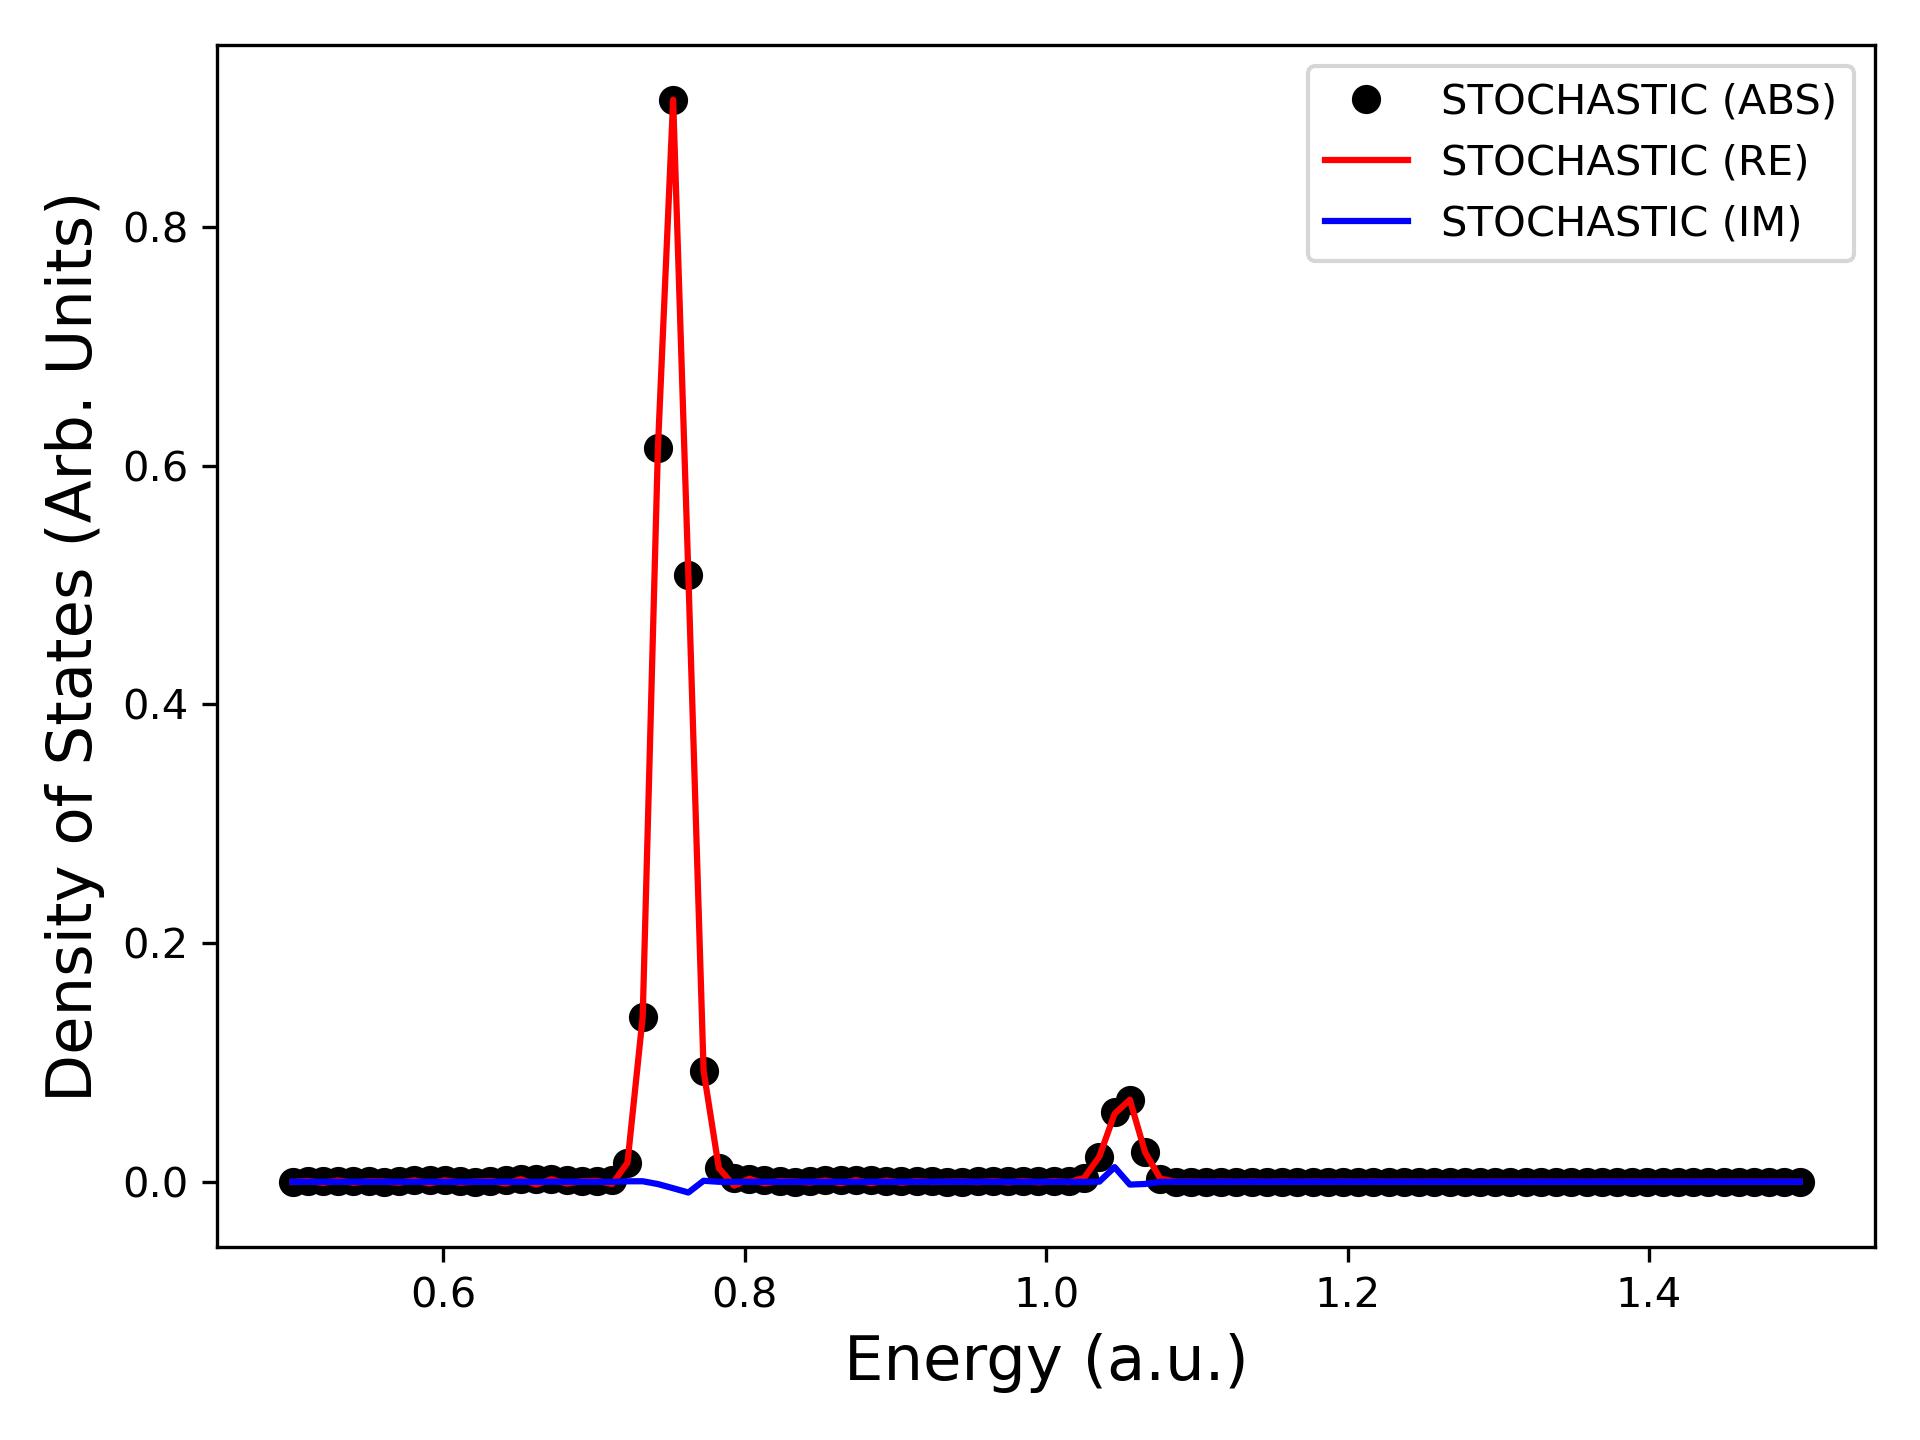 STOCHASTIC (ABS)
STOCHASTIC (RE)
STOCHASTIC (IM)
Density of States (Arb. Units)
0.8
0.6
0.4
0.2
0.0
0.6 0.8 1.0 1.2 1.4
Energy (a.u.)